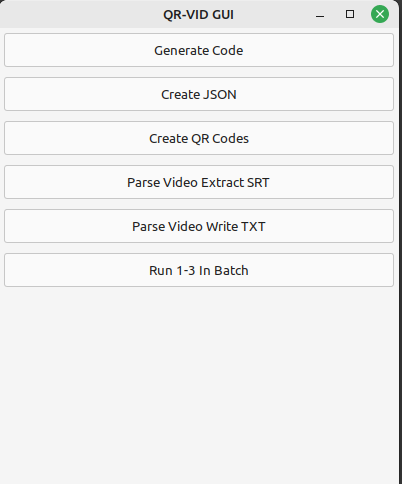 QR-VID GUI
Generate Code
Create JSON
Create QR Codes
Parse Video Extract SRT
Parse Video Write TXT
Run 1-3 In Batch